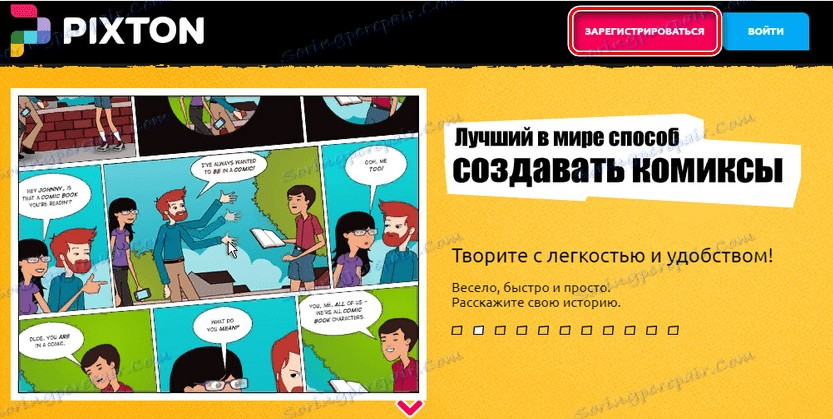 PIXTON
ЗАРЕГИСТРИРОВАТЬСЯ
ВОЙТИ
HEY JOHNNY, IS
THAT A COMIC BOOK
YOU'RE READIN'?
I'VE ALWAYS WANTED
TO BE IN A COMIC!
OOH, ME
TOO!
DUDE, YOU ARE
IN A COMIC.
WHAT DO
YOU MEAN?
YOU, ME, ALL OF US -
WE'RE ALL COMIC
BOOK CHARACTERS.
Лучший в мире способ
создавать комиксы
Творите с легкостью и удобством!
Весело, быстро и просто.
Расскажите свою историю.
Soringpcrepair.com